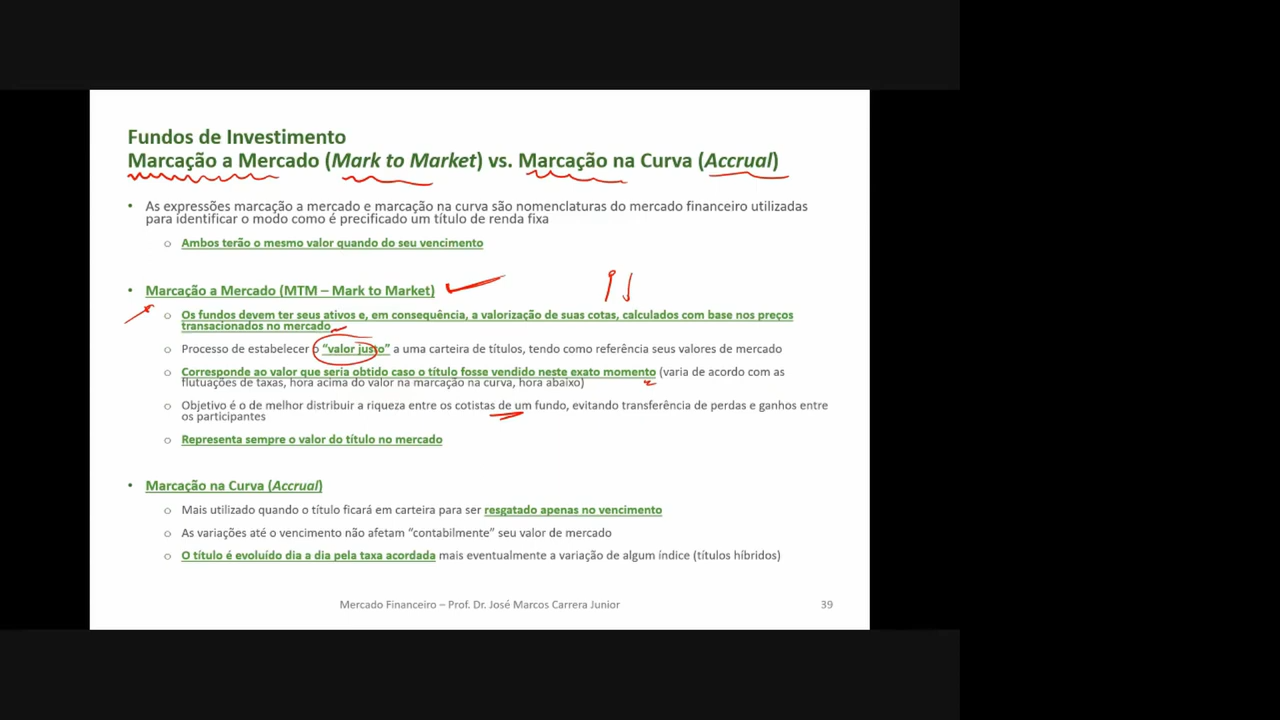 Fundos de Investimento
Marcação a Mercado (Mark to Market) vs. Marcação na Curva (Accrual)
• As expressões marcação a mercado e marcação na curva são nomenclaturas do mercado financeiro utilizadas
para identificar o modo como é precificado um título de renda fixa
o Ambos terão o mesmo valor quando do seu vencimento
• Marcação a Mercado (MTM – Mark to Market)
o Os fundos devem ter seus ativos e, em consequência, a valorização de suas cotas, calculados com base nos preços
transacionados no mercado
o Processo de estabelecer o “valor justo” a uma carteira de títulos, tendo como referência seus valores de mercado
o Corresponde ao valor que seria obtido caso o título fosse vendido neste exato momento (varia de acordo com as
flutuações de taxas, hora acima do valor na marcação na curva, hora abaixo)
o Objetivo é o de melhor distribuir a riqueza entre os cotistas de um fundo, evitando transferência de perdas e ganhos entre
os participantes
o Representa sempre o valor do título no mercado
• Marcação na Curva (Accrual)
o Mais utilizado quando o título ficará em carteira para ser resgatado apenas no vencimento
o As variações até o vencimento não afetam “contabilmente” seu valor de mercado
o O título é evoluído dia a dia pela taxa acordada mais eventualmente a variação de algum índice (títulos híbridos)
Mercado Financeiro – Prof. Dr. José Marcos Carrera Junior 39